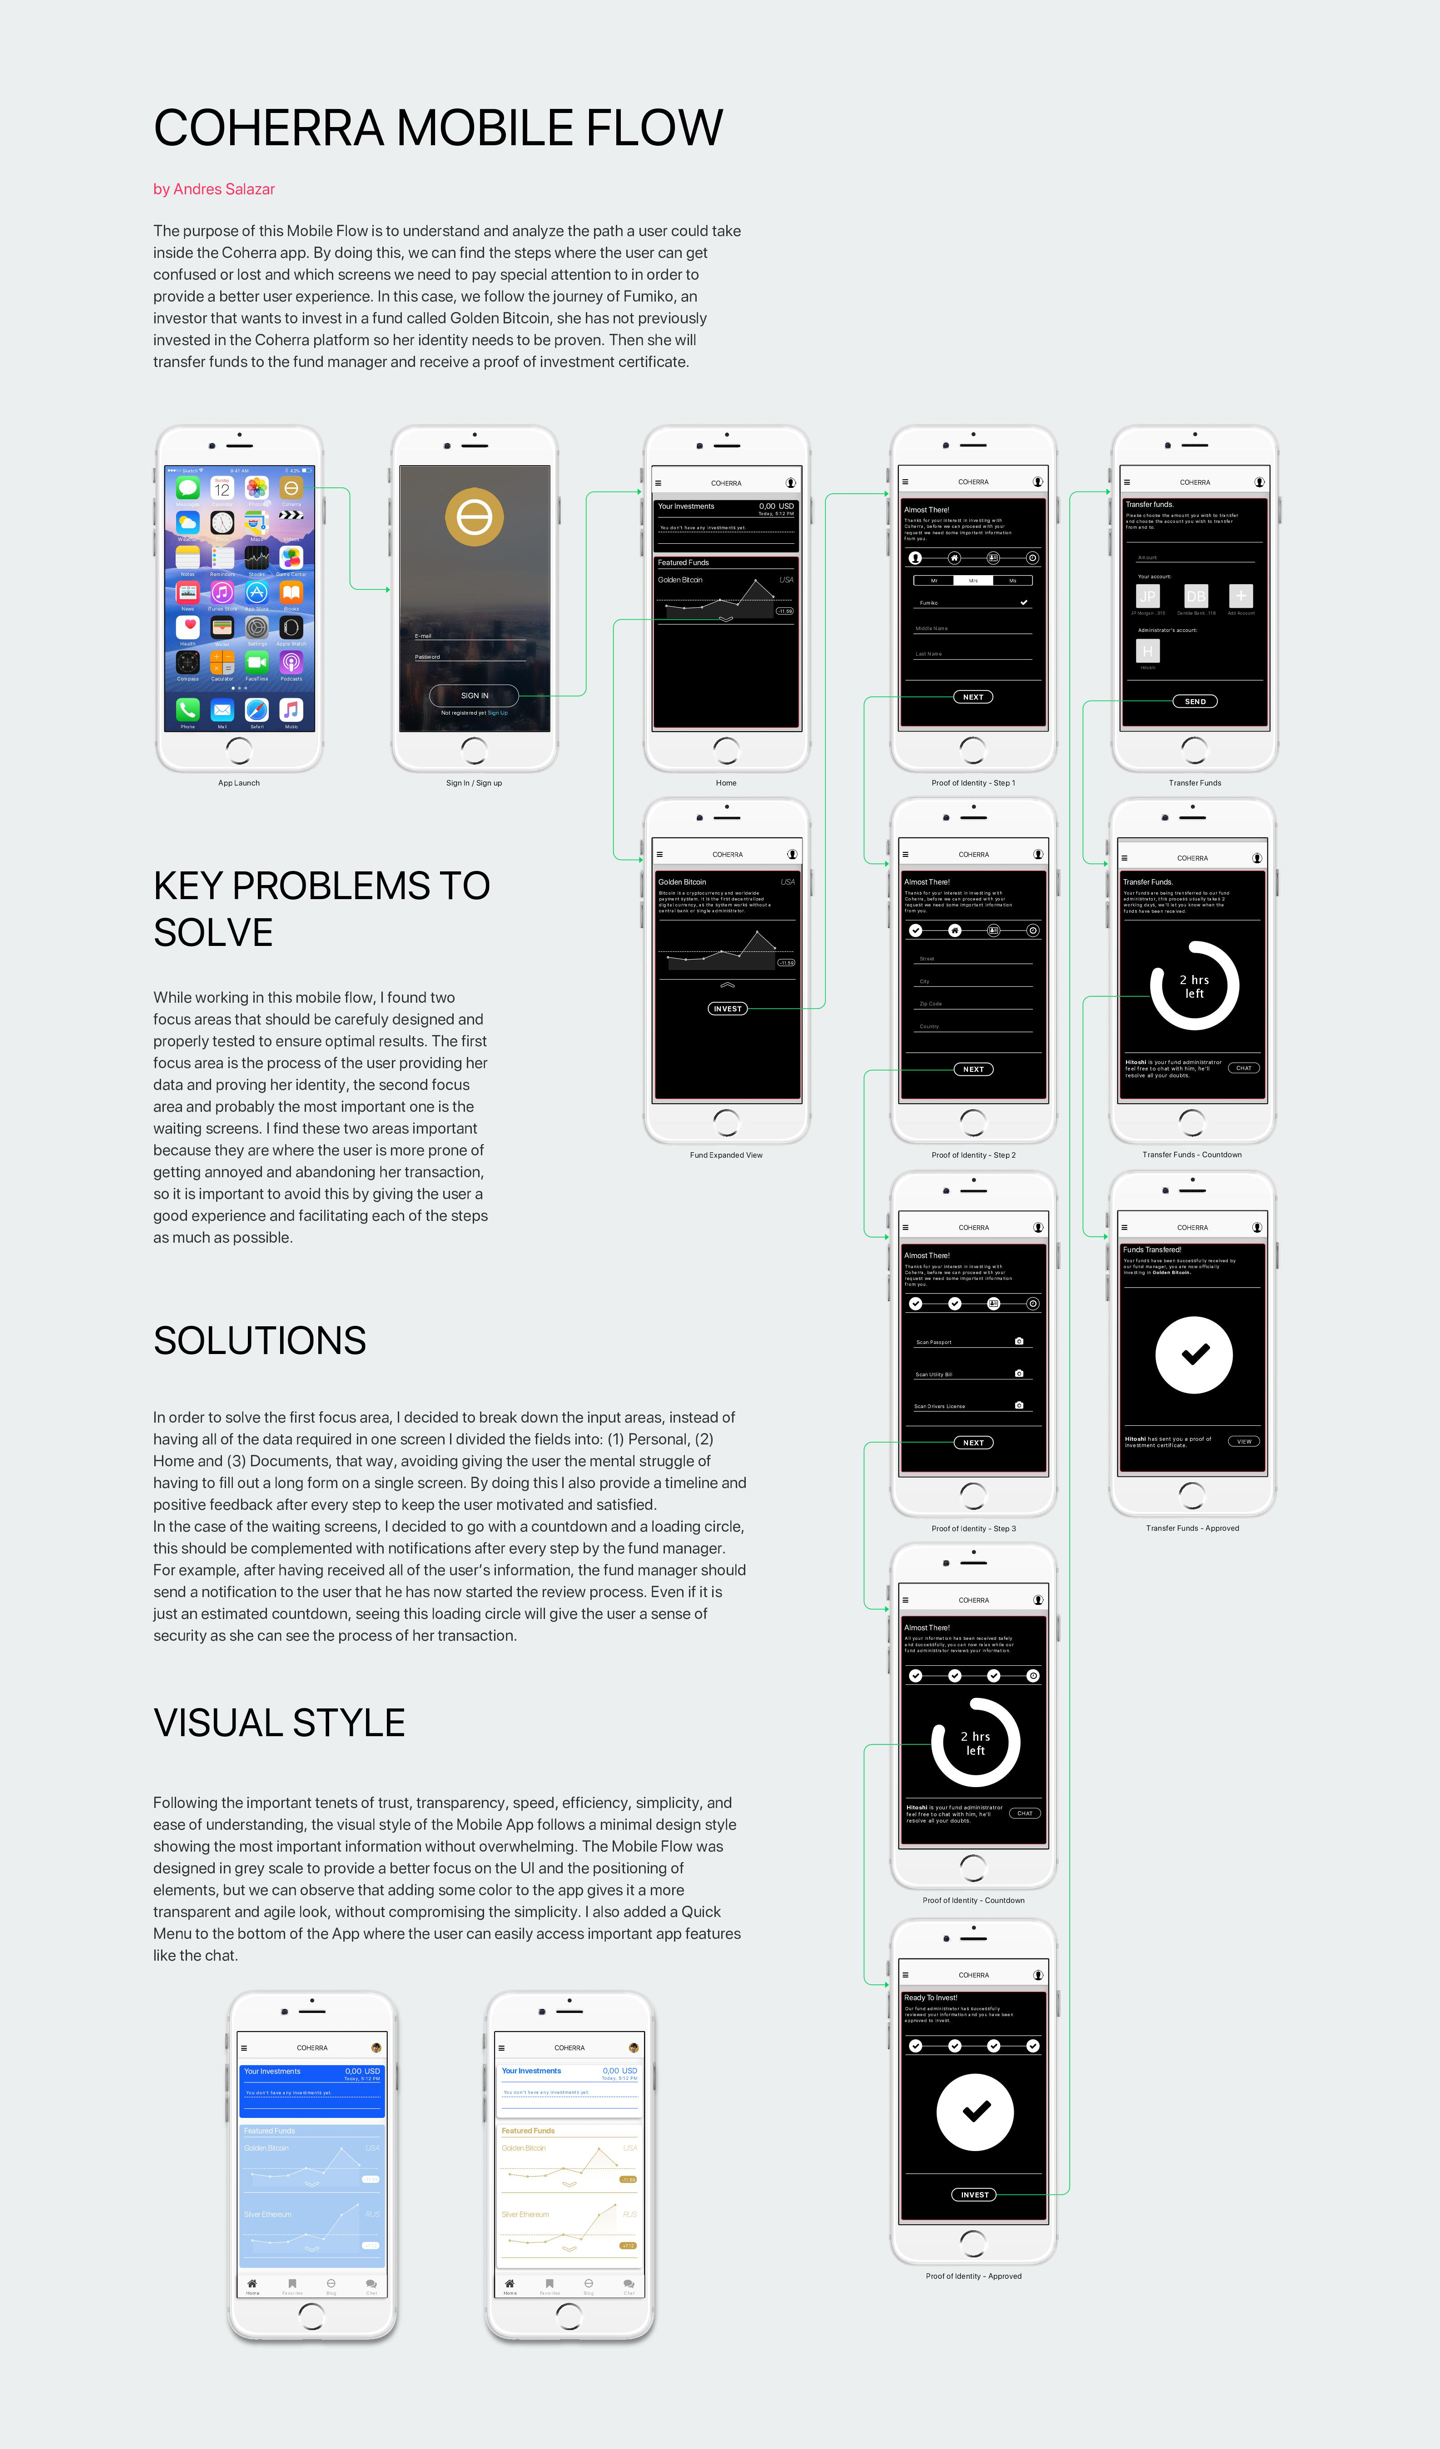 COHERRA MOBILE FLOW
by Andres Salazar
The purpose of this Mobile Flow is to understand and analyze the path a user could take
inside the Coherra app. By doing this, we can find the steps where the user can get
confused or lost and which screens we need to pay special attention to in order to
provide a better user experience. In this case, we follow the journey of Fumiko, an
investor that wants to invest in a fund called Golden Bitcoin, she has not previously
invested in the Coherra platform so her identity needs to be proven. Then she will
transfer funds to the fund manager and receive a proof of investment certificate.
9:41 AM
Sunday
12
Notes
Reminders
Stocks
Game Center
News
iTunes Store
App Store
iBooks
Health
Wallet
Settings
Apple Watch
Compass
Calculator
FaceTime
Podcasts
Phone
Mail
Safari
Music
App Launch
E-mail
Password
SIGN IN
Not registered yet Sign Up
Sign In / Sign up
COHERRA
Your Investments
0,00 USD
Today, 5:12 PM
You don't have any investments yet.
Featured Funds
Golden Bitcoin
USA
-11.59
Home
COHERRA
Almost There!
Thanks for your interest in investing with
Coherra, before we can proceed with your
request we need some important information
from you.
Mr
Mrs
Ms
Fumiko
Middle Name
Last Name
NEXT
Proof of Identity - Step 1
COHERRA
Transfer funds.
Please choose the amount you wish to transfer
and choose the account you wish to transfer
from and to.
Amount
Your account:
JP
DB
+
Add Account
Administrator's account:
H
Hitoshi
SEND
Transfer Funds
COHERRA
Golden Bitcoin
USA
Bitcoin is a cryptocurrency and worldwide
payment system. It is the first decentralized
digital currency, as the system works without a
central bank or single administrator.
-11.56
INVEST
Fund Expanded View
COHERRA
Almost There!
Thanks for your interest in investing with
Coherra, before we can proceed with your
request we need some important information
from you.
Street
City
Zip Code
Country
NEXT
Proof of Identity - Step 2
COHERRA
Transfer Funds.
Your funds are being transferred to our fund
administrator, this process usually takes 2
working days, we'll let you know when the
funds have been received.
2 hrs
left
Hitoshi is your fund administratror
feel free to chat with him, he'll
resolve all your doubts.
CHAT
Transfer Funds - Countdown
KEY PROBLEMS TO
SOLVE
While working in this mobile flow, I found two
focus areas that should be carefuly designed and
properly tested to ensure optimal results. The first
focus area is the process of the user providing her
data and proving her identity, the second focus
area and probably the most important one is the
waiting screens. I find these two areas important
because they are where the user is more prone of
getting annoyed and abandoning her transaction,
so it is important to avoid this by giving the user a
good experience and facilitating each of the steps
as much as possible.
COHERRA
Almost There!
Thanks for your interest in investing with
Coherra, before we can proceed with your
request we need some important information
from you.
Scan Passport
Scan Utility Bill
Scan Drivers License
NEXT
Proof of Identity - Step 3
COHERRA
Funds Transfered!
Your funds have been successfully received by
our fund manager, you are now officially
investing in Golden Bitcoin.
Hitoshi has sent you a proof of
investment certificate.
VIEW
Transfer Funds - Approved
SOLUTIONS
In order to solve the first focus area, I decided to break down the input areas, instead of
having all of the data required in one screen I divided the fields into: (1) Personal, (2)
Home and (3) Documents, that way, avoiding giving the user the mental struggle of
having to fill out a long form on a single screen. By doing this I also provide a timeline and
positive feedback after every step to keep the user motivated and satisfied.
In the case of the waiting screens, I decided to go with a countdown and a loading circle,
this should be complemented with notifications after every step by the fund manager.
For example, after having received all of the user's information, the fund manager should
send a notification to the user that he has now started the review process. Even if it is
just an estimated countdown, seeing this loading circle will give the user a sense of
security as she can see the process of her transaction.
COHERRA
Almost There!
All your information has been received safely
and successfully, you can now relax while our
fund administrator reviews your information.
2 hrs
left
Hitoshi is your fund administratror
feel free to chat with him, he'll
resolve all your doubts.
CHAT
Proof of Identity - Countdown
VISUAL STYLE
Following the important tenets of trust, transparency, speed, efficiency, simplicity, and
ease of understanding, the visual style of the Mobile App follows a minimal design style
showing the most important information without overwhelming. The Mobile Flow was
designed in grey scale to provide a better focus on the UI and the positioning of
elements, but we can observe that adding some color to the app gives it a more
transparent and agile look, without compromising the simplicity. I also added a Quick
Menu to the bottom of the App where the user can easily access important app features
like the chat.
COHERRA
Ready To Invest!
Our fund administrator has successfully
reviewed your information and you have been
approved to invest.
INVEST
Proof of Identity - Approved
COHERRA
Your Investments
0,00 USD
Today, 5:12 PM
You don't have any investments yet.
Featured Funds
Golden Bitcoin
USA
Silver Ethereum
RUS
Home
Favorites
Blog
Chat
COHERRA
Your Investments
0,00 USD
Today, 5:12 PM
You don't have any investments yet.
Featured Funds
Golden Bitcoin
USA
-11.59
Silver Ethereum
RUS
Home
Favorites
Blog
Chat